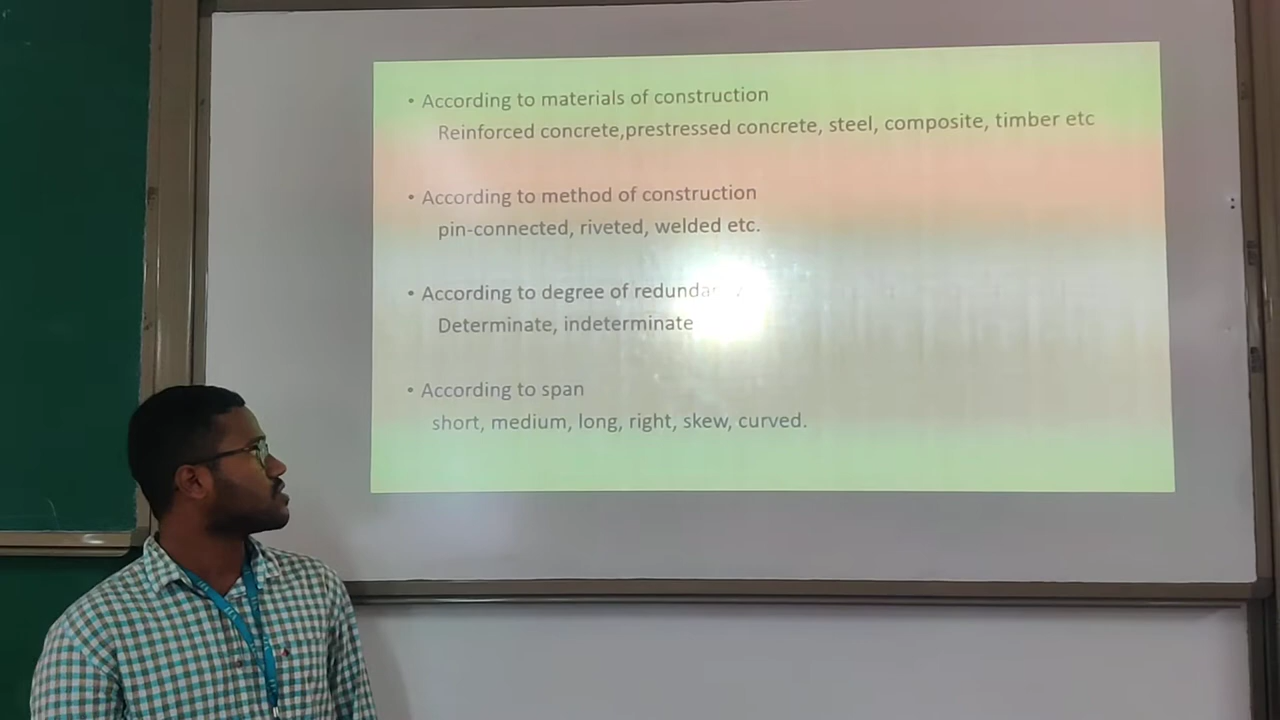 • According to materials of construction
Reinforced concrete,prestressed concrete, steel, composite, timber etc
• According to method of construction
pin-connected, riveted, welded etc.
• According to degree of
Determinate, indeterminate
• According to span
short, medium, long, right, skew, curved.